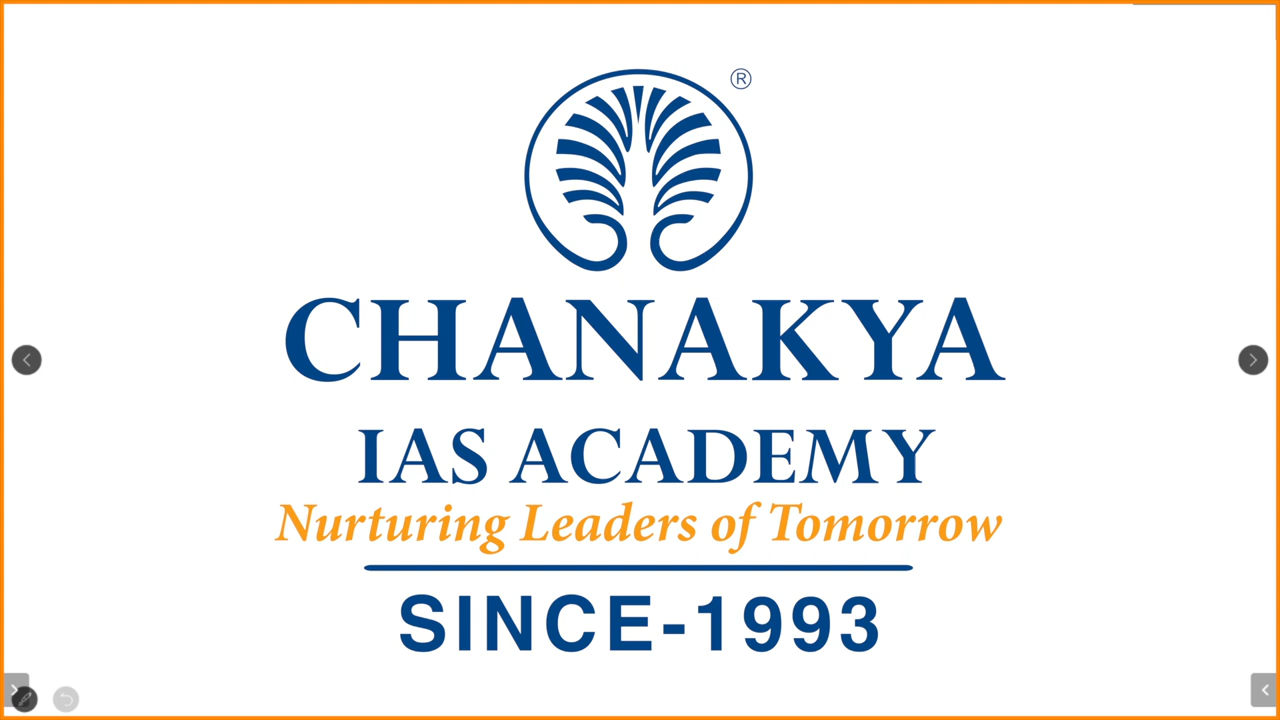 ®
CHANAKYA
IAS ACADEMY
Nurturing Leaders of Tomorrow
SINCE-1993